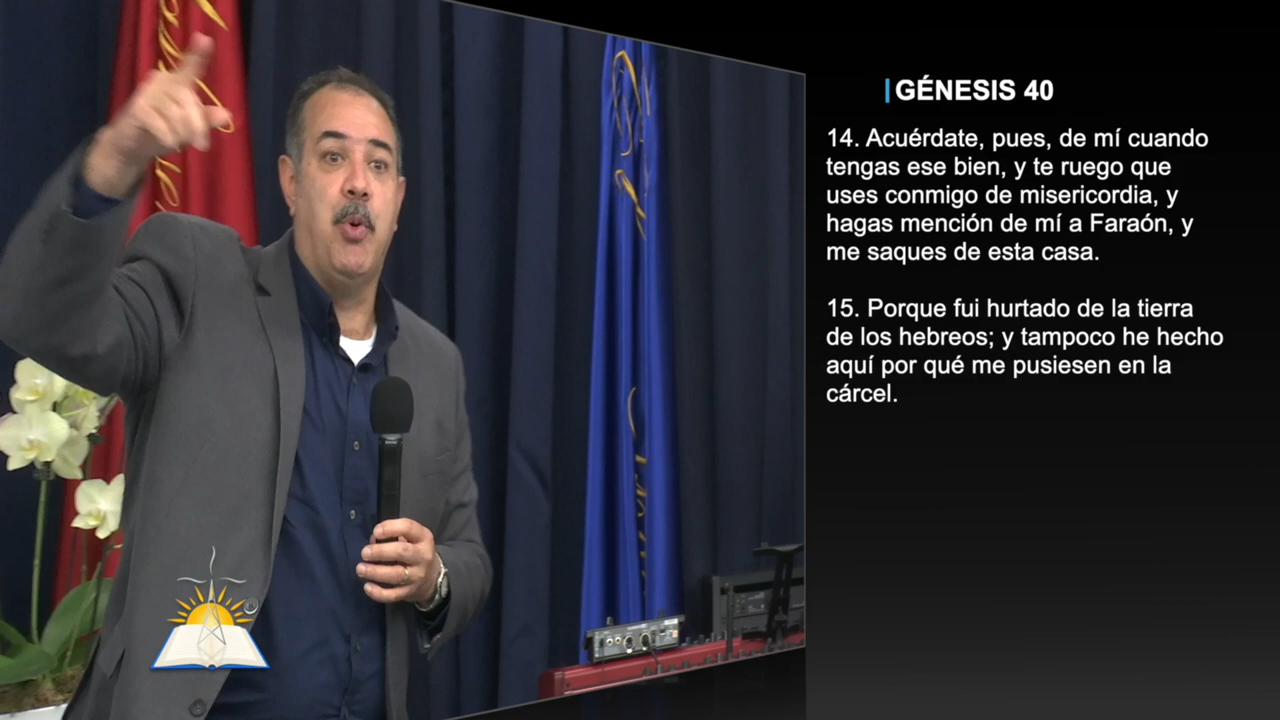 GÉNESIS 40
14. Acuérdate, pues, de mí cuando
tengas ese bien, y te ruego que
uses conmigo de misericordia, y
hagas mención de mí a Faraón, y
me saques de esta casa.
15. Porque fui hurtado de la tierra
de los hebreos; y tampoco he hecho
aquí por qué me pusiesen en la
cárcel.